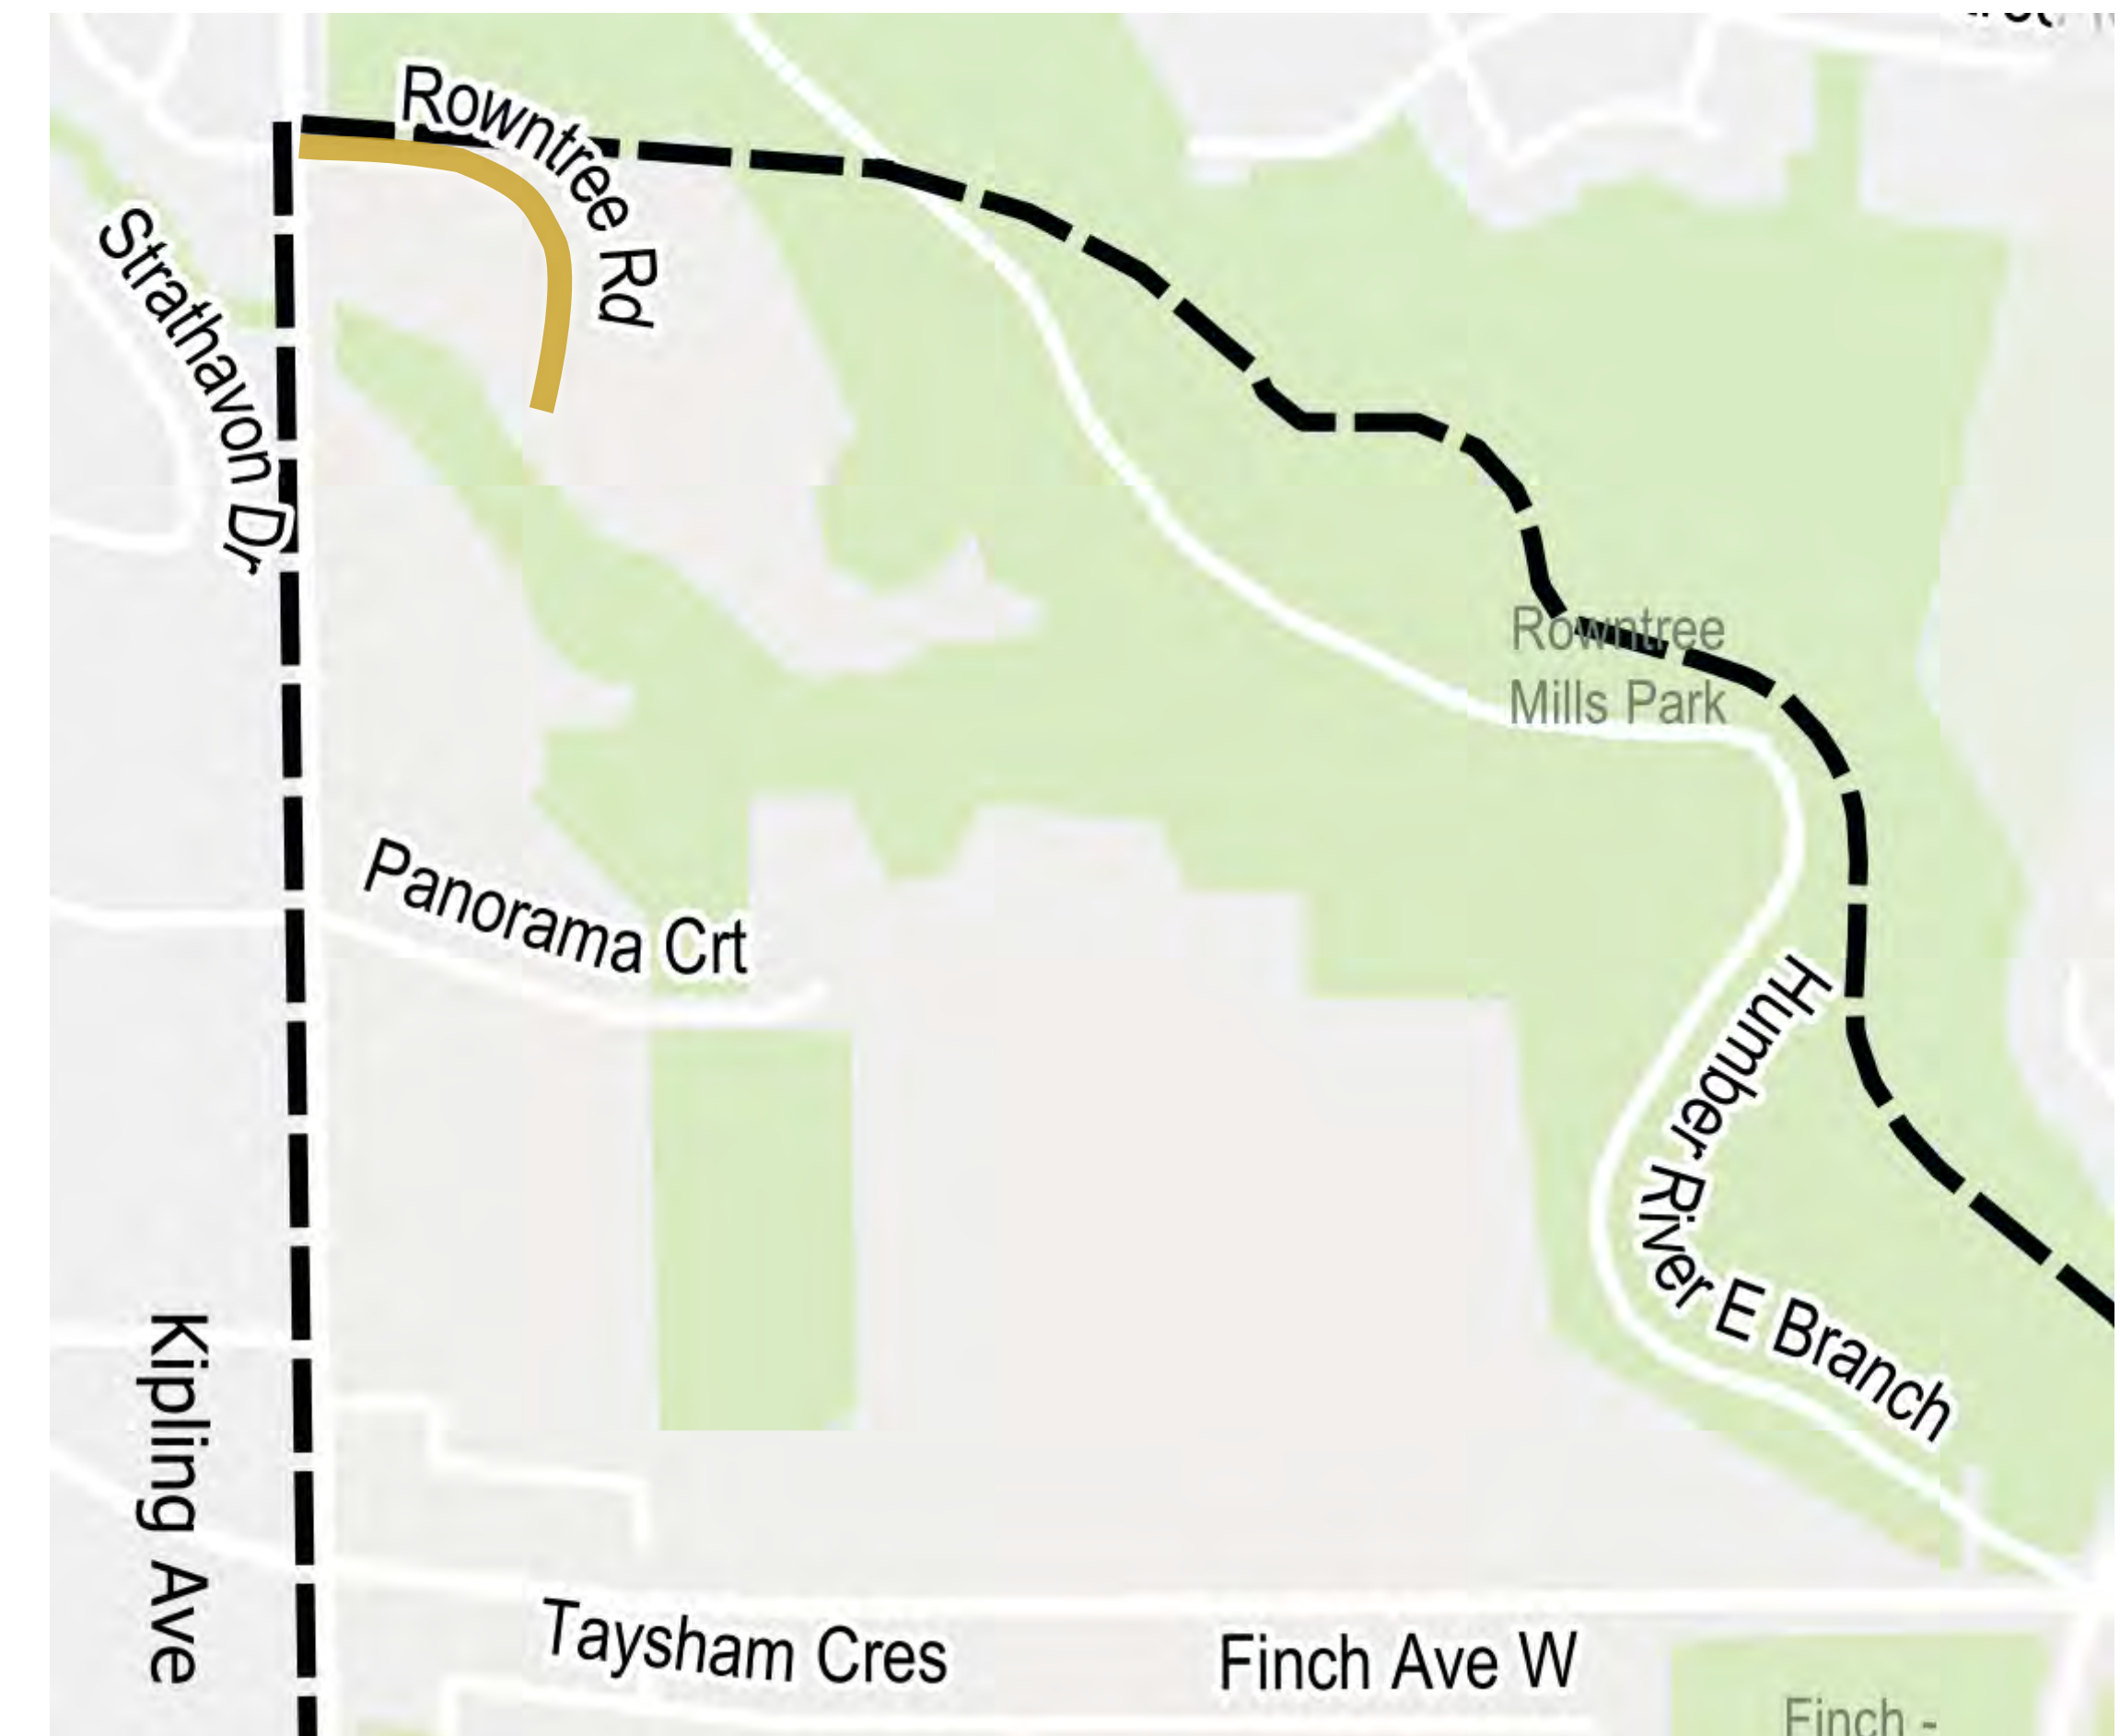 Rowntree Rd
Strathavon Dr
Rowntree
Mills Park
Panorama Crt
Humber River E Branch
Kipling Ave
Taysham Cres
Finch Ave W
Finch -